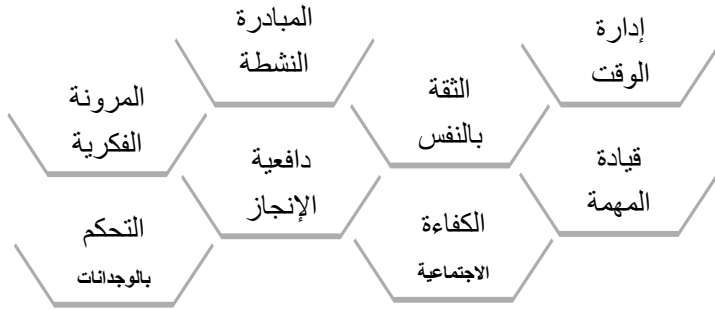 إدارة
الوقت
المبادرة
النشطة
الثقة
بالنفس
المرونة
الفكرية
قيادة
المهمة
دافعية
الإنجاز
الكفاءة
الاجتماعية
التحكم
بالوجدانات